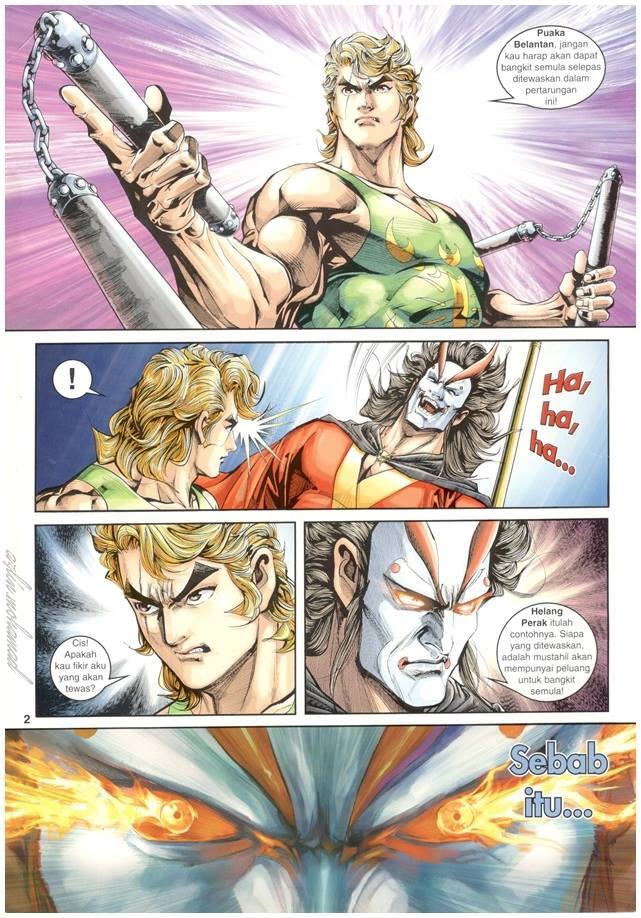 Puaka
Belantan, jangan
kau harap akan dapat
bangkit semula selepas
ditewaskan dalam
pertarungan
ini!
!
Ha,
ha,
ha...
Cis!
Apakah
kau fikir aku
yang akan
tewas?
Helang
Perak itulah
contohnya. Siapa
yang ditewaskan,
adalah mustahil akan
mempunyai peluang
untuk bangkit
semula!
2
Sebab
itu...